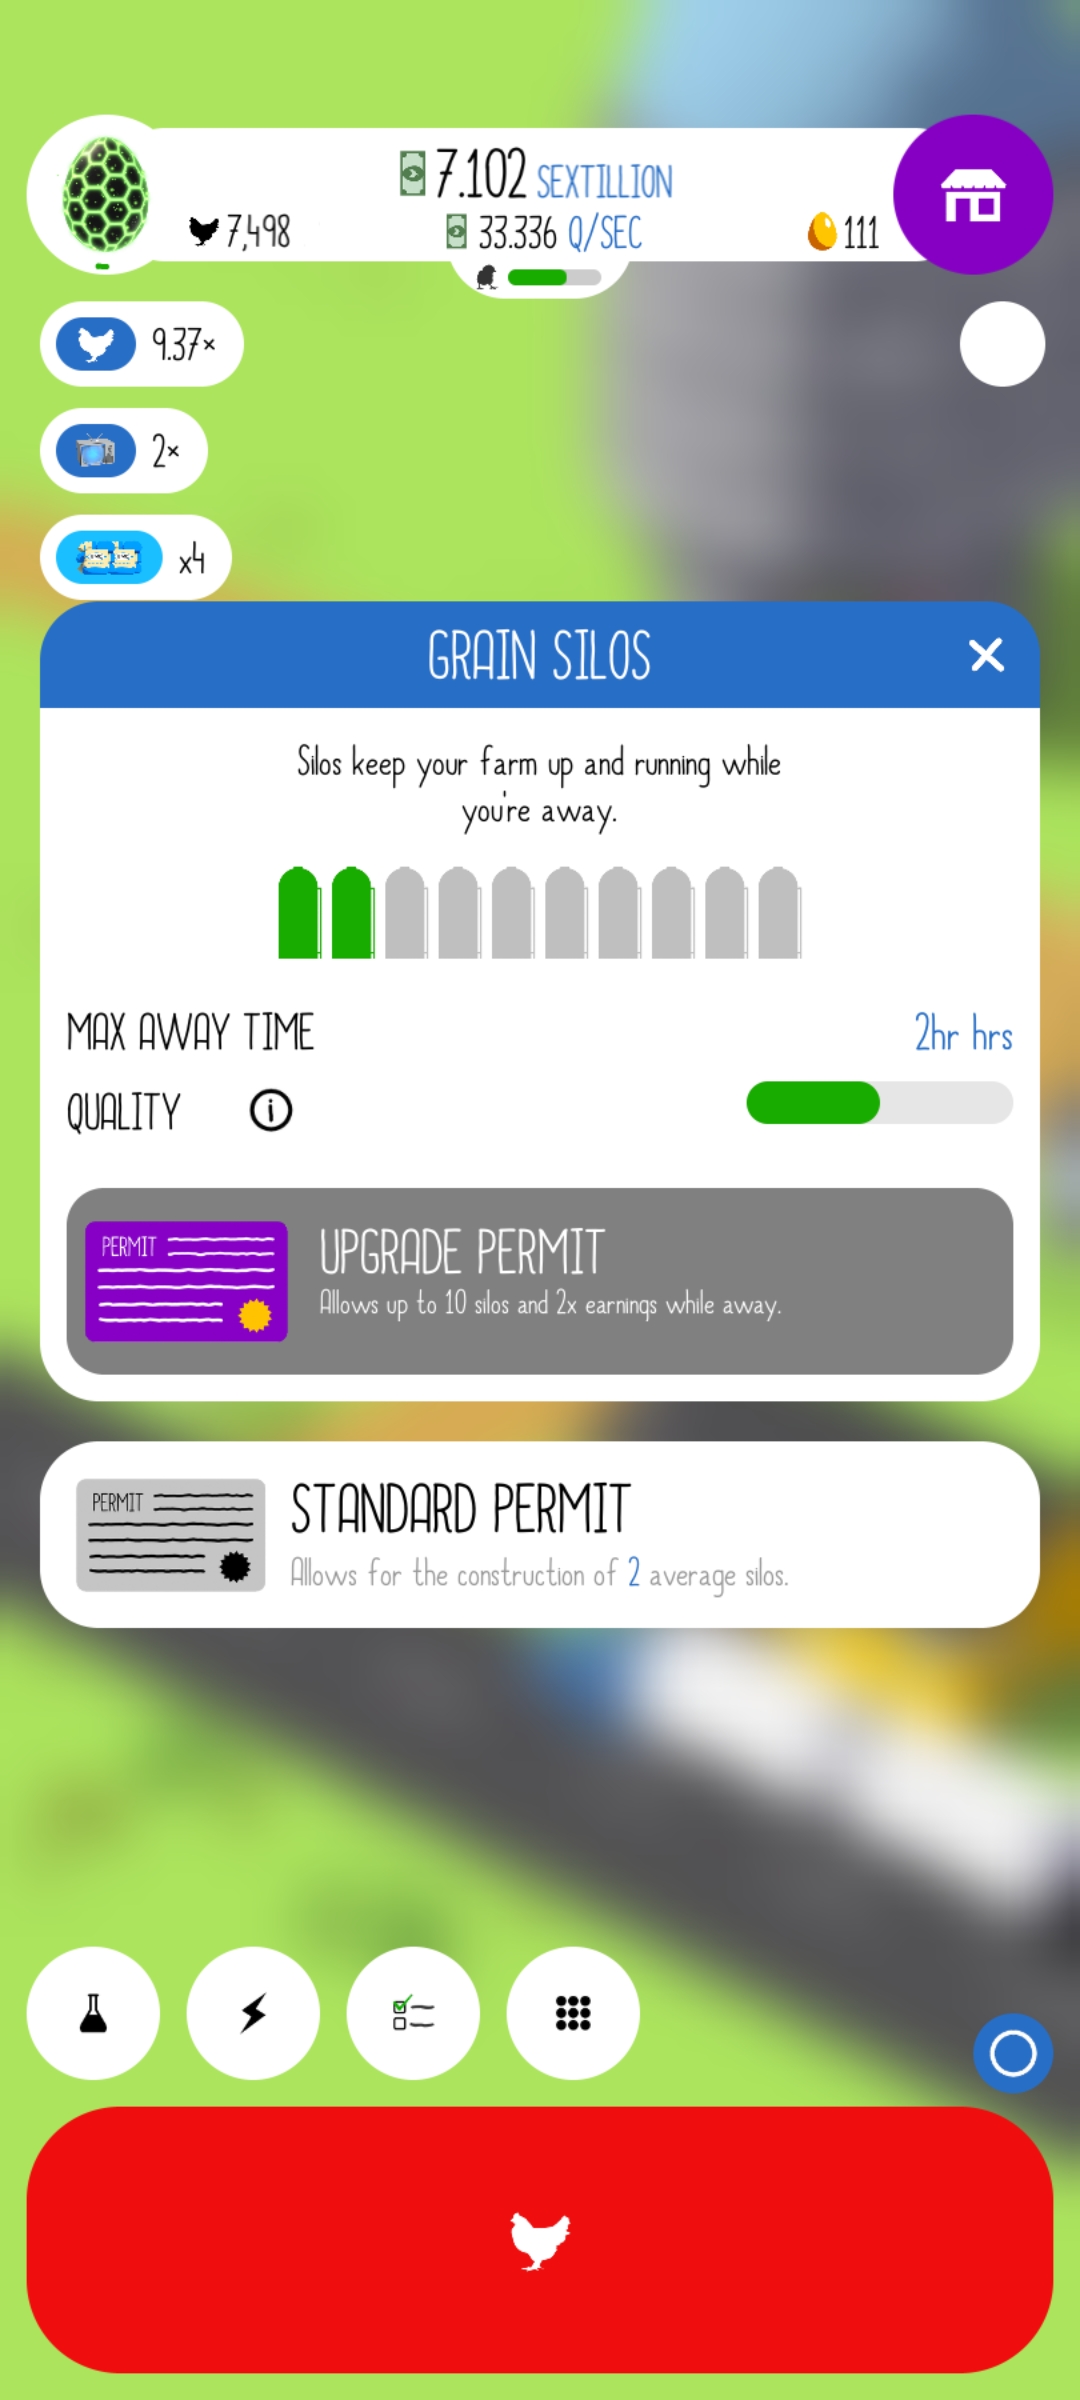 7.102 SEXTILLION
7,498
33.336 Q/SEC
111
9.37×
2×
x4
GRAIN SILOS
Silos keep your farm up and running while
you're away.
MAX AWAY TIME
2hr hrs
QUALITY
i
PERMIT
UPGRADE PERMIT
Allows up to 10 silos and 2x earnings while away.
PERMIT
STANDARD PERMIT
Allows for the construction of 2 average silos.